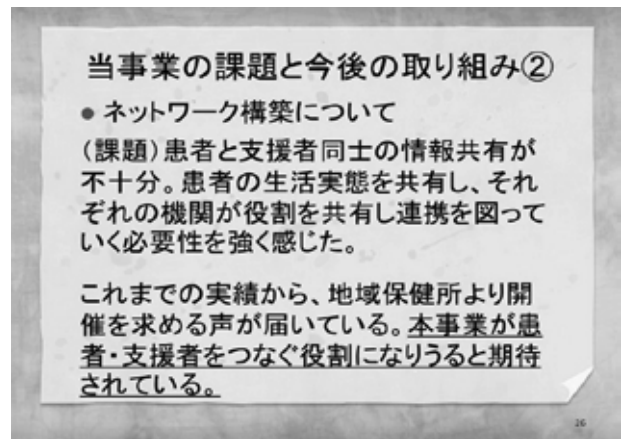 当事業の課題と今後の取り組み②
● ネットワーク構築について
（課題）患者と支援者同士の情報共有が
不十分。患者の生活実態を共有し、それ
ぞれの機関が役割を共有し連携を図って
いく必要性を強く感じた。
これまでの実績から、地域保健所より開
催を求める声が届いている。本事業が患
者・支援者をつなぐ役割になりうると期待
されている。
26